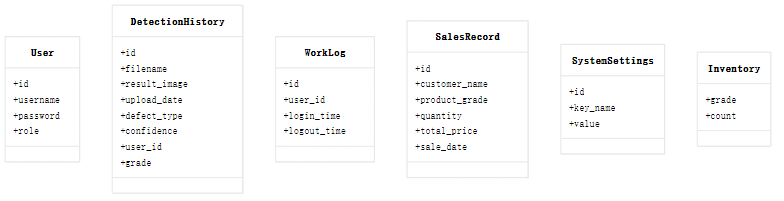 User
+id
+username
+password
+role
DetectionHistory
+id
+filename
+result_image
+upload_date
+defect_type
+confidence
+user_id
+grade
WorkLog
+id
+user_id
+login_time
+logout_time
SalesRecord
+id
+customer_name
+product_grade
+quantity
+total_price
+sale_date
SystemSettings
+id
+key_name
+value
Inventory
+grade
+count